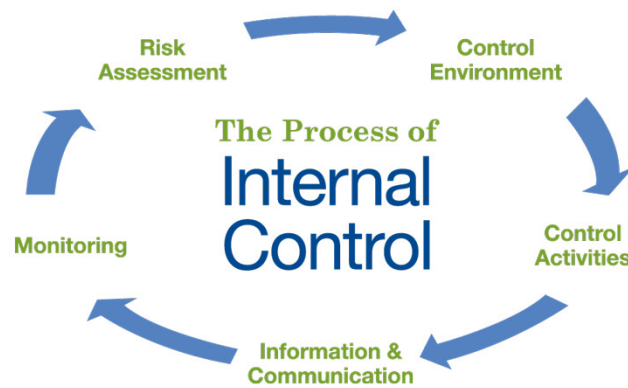 Risk
Assessment
Control
Environment
The Process of
Internal
Control
Monitoring
Control
Activities
Information &
Communication